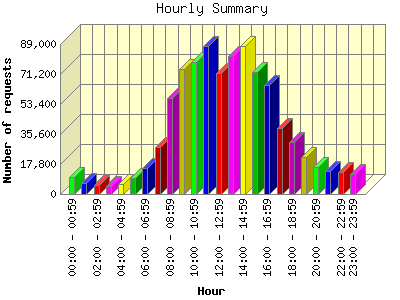 Hourly Summary
89,000
71,200
53,400
35,600
17,800
0
Number of requests
00:00 - 00:59
02:00 - 02:59
04:00 - 04:59
06:00 - 06:59
08:00 - 08:59
10:00 - 10:59
12:00 - 12:59
14:00 - 14:59
16:00 - 16:59
18:00 - 18:59
20:00 - 20:59
22:00 - 22:59
23:00 - 23:59
Hour